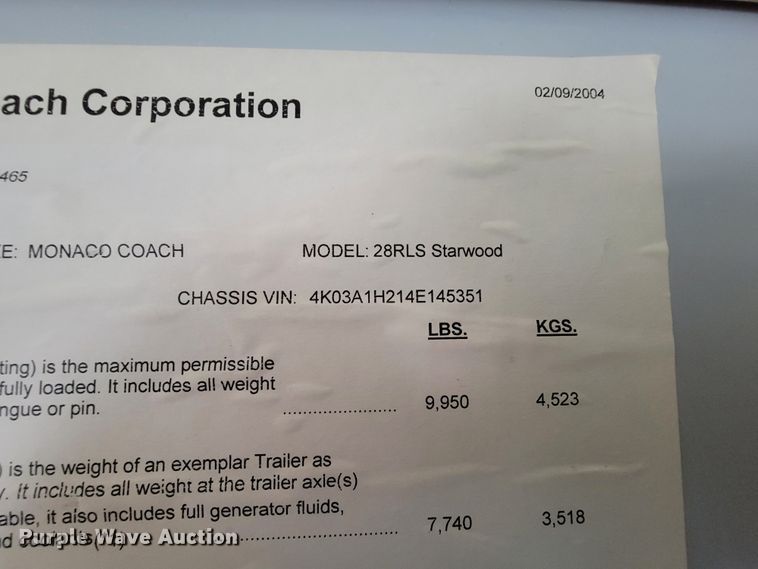 ach Corporation
02/09/2004
465
E: MONACO COACH MODEL: 28RLS Starwood
CHASSIS VIN: 4K03A1H214E145351
LBS. KGS.
ting) is the maximum permissible
fully loaded. It includes all weight
ngue or pin. ........................ 9,950 4,523
) is the weight of an exemplar Trailer as
y. It includes all weight at the trailer axle(s)
able, it also includes full generator fluids,
d ................................ 7,740 3,518
Purple Wave Auction